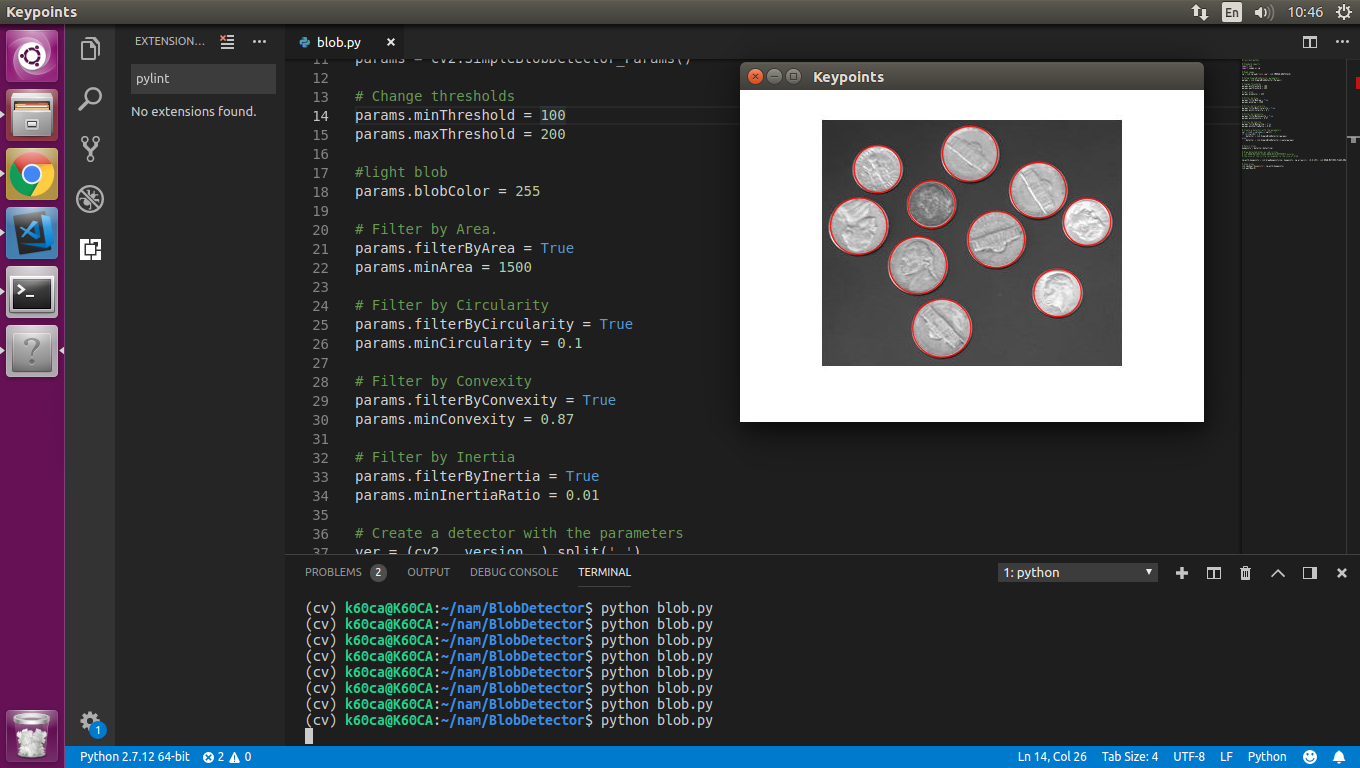 Keypoints
En
10:46
EXTENSION...
pylint
No extensions found.
blob.py
11 params = cv2.SimpleBlobDetector_Params()
12
13 # Change thresholds
14 params.minThreshold = 100
15 params.maxThreshold = 200
16
17 #light blob
18 params.blobColor = 255
19
20 # Filter by Area.
21 params.filterByArea = True
22 params.minArea = 1500
23
24 # Filter by Circularity
25 params.filterByCircularity = True
26 params.minCircularity = 0.1
27
28 # Filter by Convexity
29 params.filterByConvexity = True
30 params.minConvexity = 0.87
31
32 # Filter by Inertia
33 params.filterByInertia = True
34 params.minInertiaRatio = 0.01
35
36 # Create a detector with the parameters
37 ver = (cv2.__version__).split('.')
Keypoints
PROBLEMS 2 OUTPUT DEBUG CONSOLE TERMINAL
1: python
(cv) k60ca@K60CA:~/nam/BlobDetector$ python blob.py
(cv) k60ca@K60CA:~/nam/BlobDetector$ python blob.py
(cv) k60ca@K60CA:~/nam/BlobDetector$ python blob.py
(cv) k60ca@K60CA:~/nam/BlobDetector$ python blob.py
(cv) k60ca@K60CA:~/nam/BlobDetector$ python blob.py
(cv) k60ca@K60CA:~/nam/BlobDetector$ python blob.py
(cv) k60ca@K60CA:~/nam/BlobDetector$ python blob.py
(cv) k60ca@K60CA:~/nam/BlobDetector$ python blob.py
1
Python 2.7.12 64-bit 2 0 Ln 14, Col 26 Tab Size: 4 UTF-8 LF Python